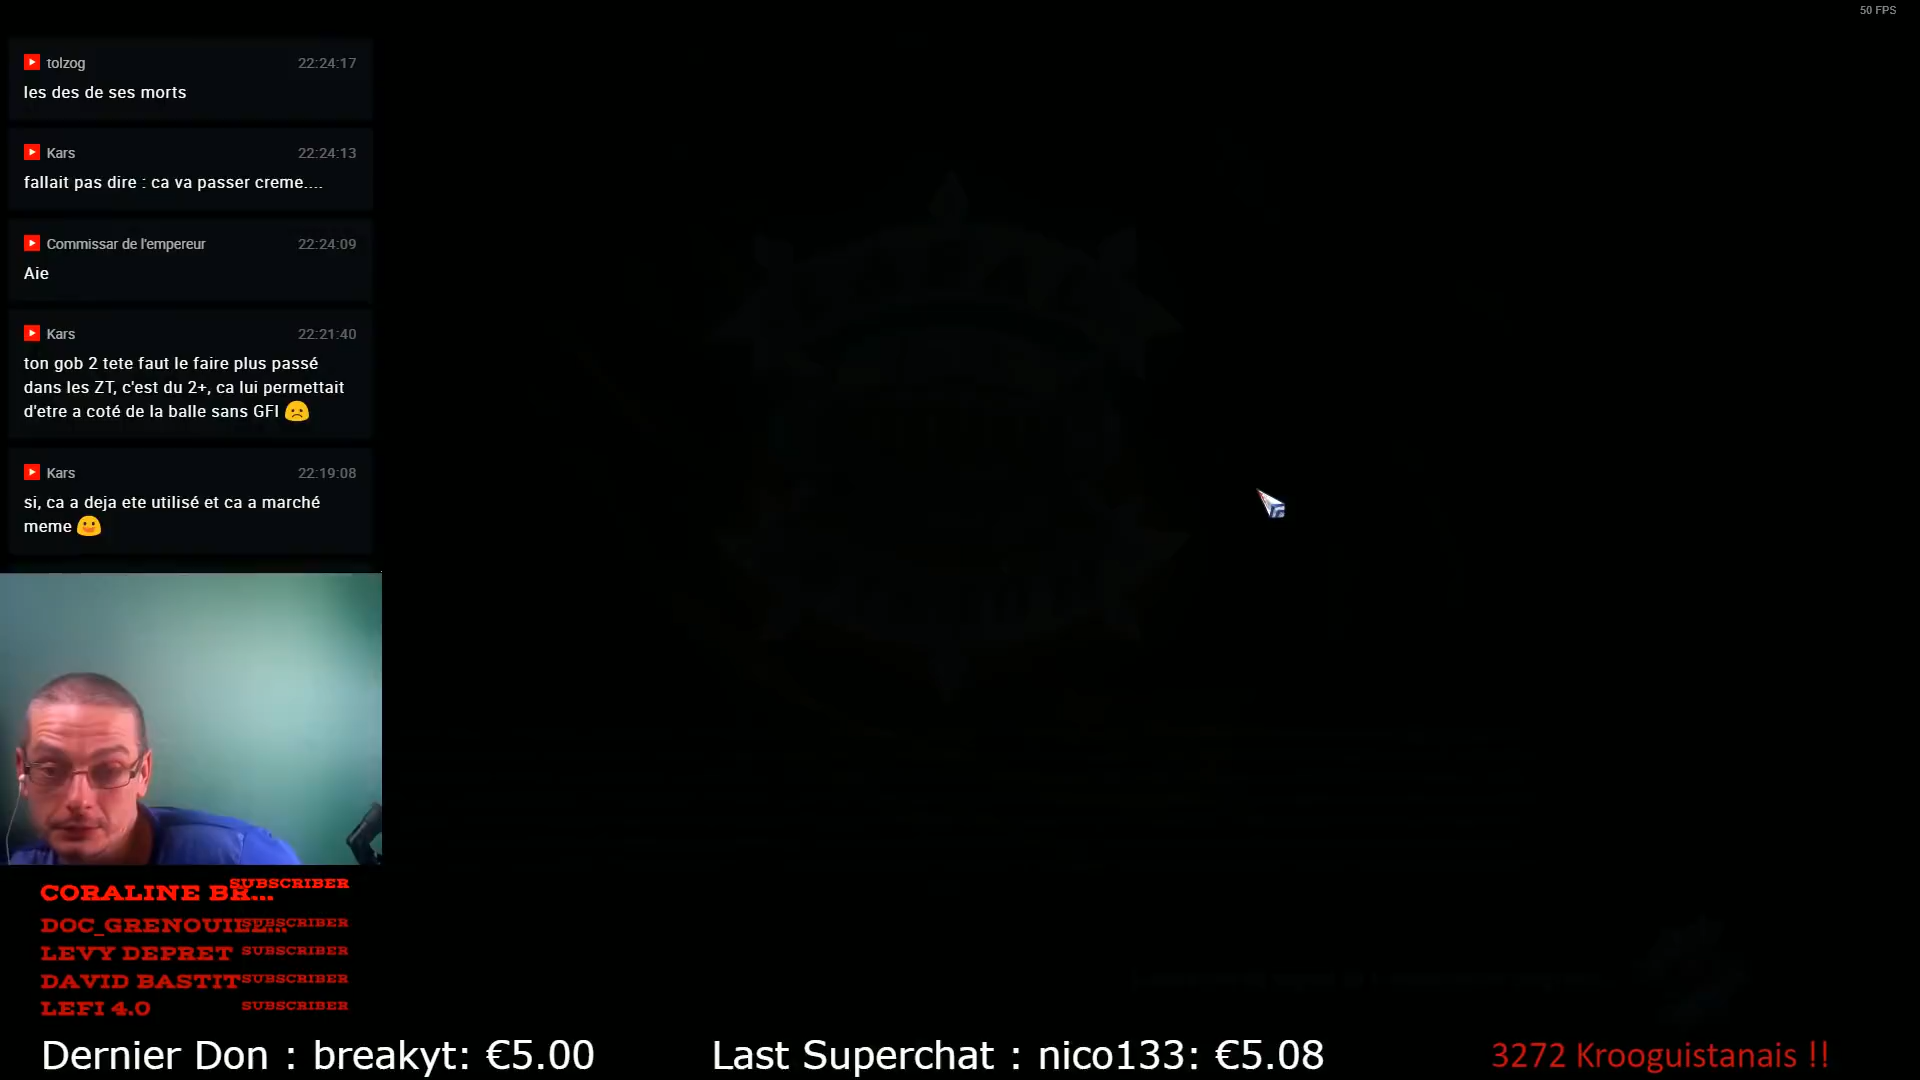 50 FPS
tolzog 22:24:17
les des de ses morts
Kars 22:24:13
fallait pas dire : ca va passer creme....
Commissar de l'empereur 22:24:09
Aie
Kars 22:21:40
ton gob 2 tete faut le faire plus passé
dans les ZT, c'est du 2+, ca lui permettait
d'etre a coté de la balle sans GFI
Kars 22:19:08
si, ca a deja ete utilisé et ca a marché
meme
CORALINE BR... SUBSCRIBER
SUBSCRIBER
LEVY DEPRET SUBSCRIBER
DAVID BASTIT SUBSCRIBER
LEFI 4.0 SUBSCRIBER
Dernier Don : breakyt: €5.00
Last Superchat : nico133: €5.08
3272 Krooguistanais !!